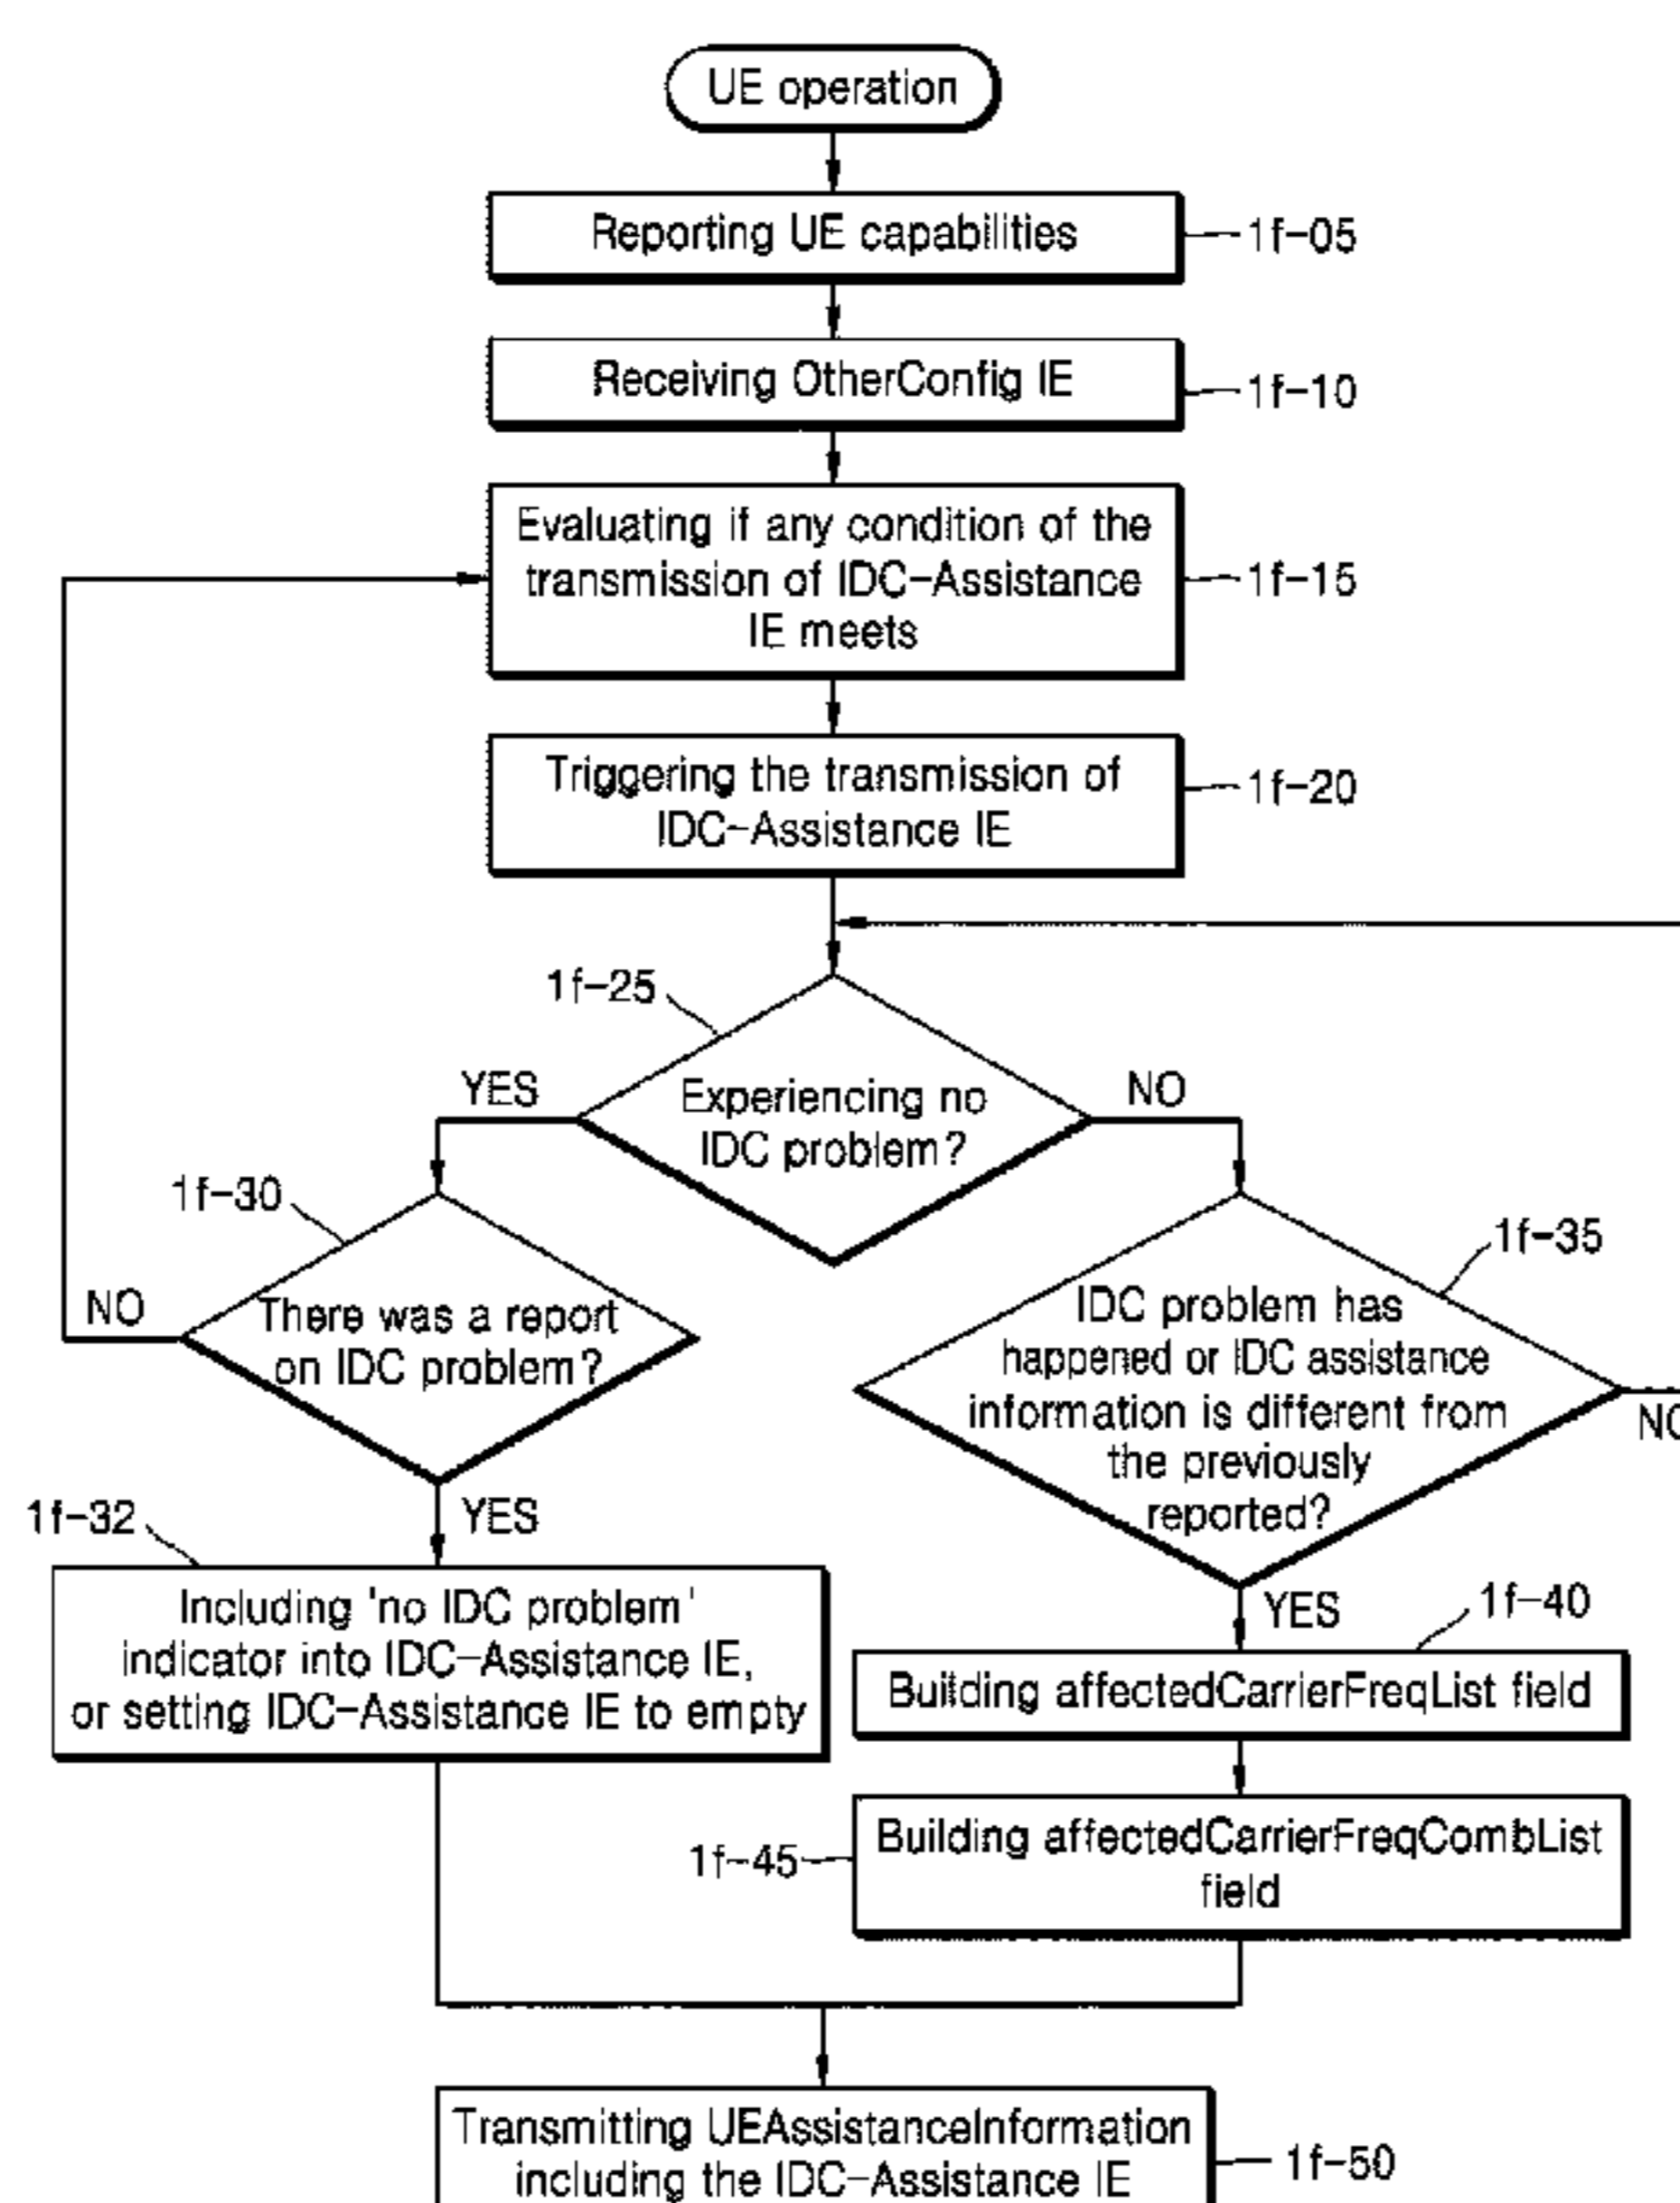 UE operation
Reporting UE capabilities
1f-05
Receiving OtherConfig IE
1f-10
Evaluating if any condition of the
transmission of IDC-Assistance
IE meets
1f-15
Triggering the transmission of
IDC-Assistance IE
1f-20
1f-25
Experiencing no
IDC problem?
YES
NO
1f-30
There was a report
on IDC problem?
NO
YES
1f-35
IDC problem has
happened or IDC assistance
information is different from
the previously
reported?
NO
YES
1f-32
Including 'no IDC problem'
indicator into IDC-Assistance IE,
or setting IDC-Assistance IE to empty
1f-40
Building affectedCarrierFreqList field
1f-45
Building affectedCarrierFreqCombList
field
Transmitting UEAssistanceInformation
including the IDC-Assistance IE
1f-50